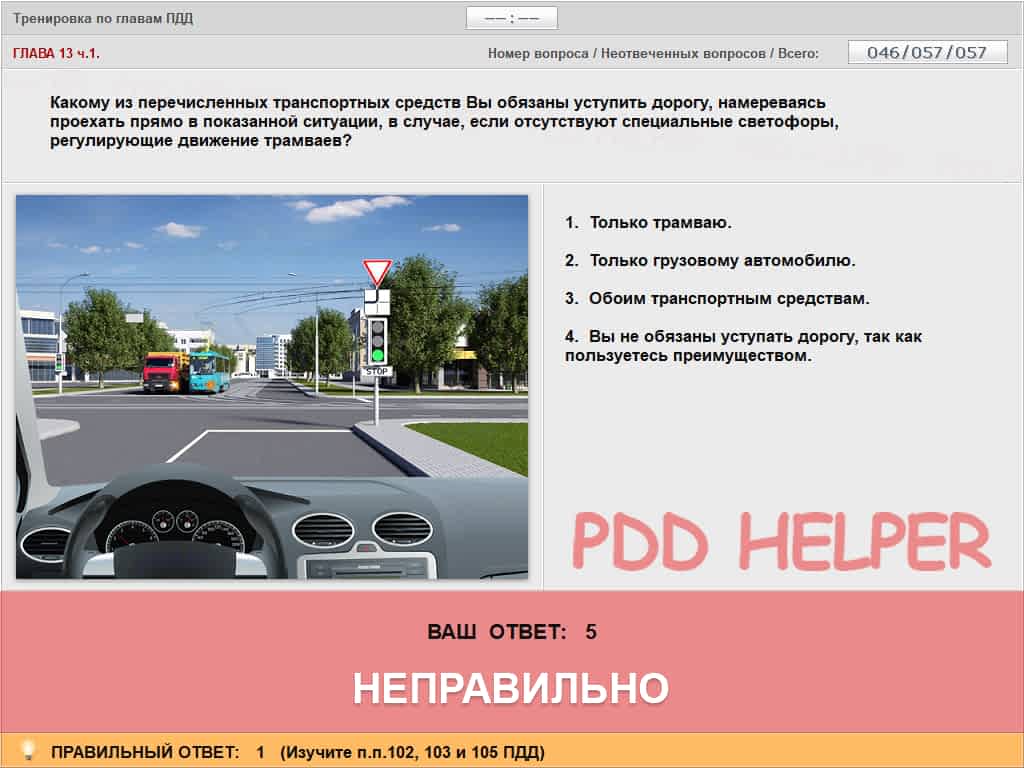 Тренировка по главам ПДД
–– : ––
ГЛАВА 13 ч.1.
Номер вопроса / Неотвеченных вопросов / Всего:
046/057/057
Какому из перечисленных транспортных средств Вы обязаны уступить дорогу, намереваясь
проехать прямо в показанной ситуации, в случае, если отсутствуют специальные светофоры,
регулирующие движение трамваев?
STOP
1. Только трамваю.
2. Только грузовому автомобилю.
3. Обоим транспортным средствам.
4. Вы не обязаны уступать дорогу, так как
пользуетесь преимуществом.
PDD HELPER
ВАШ ОТВЕТ: 5
НЕПРАВИЛЬНО
ПРАВИЛЬНЫЙ ОТВЕТ: 1 (Изучите п.п.102, 103 и 105 ПДД)